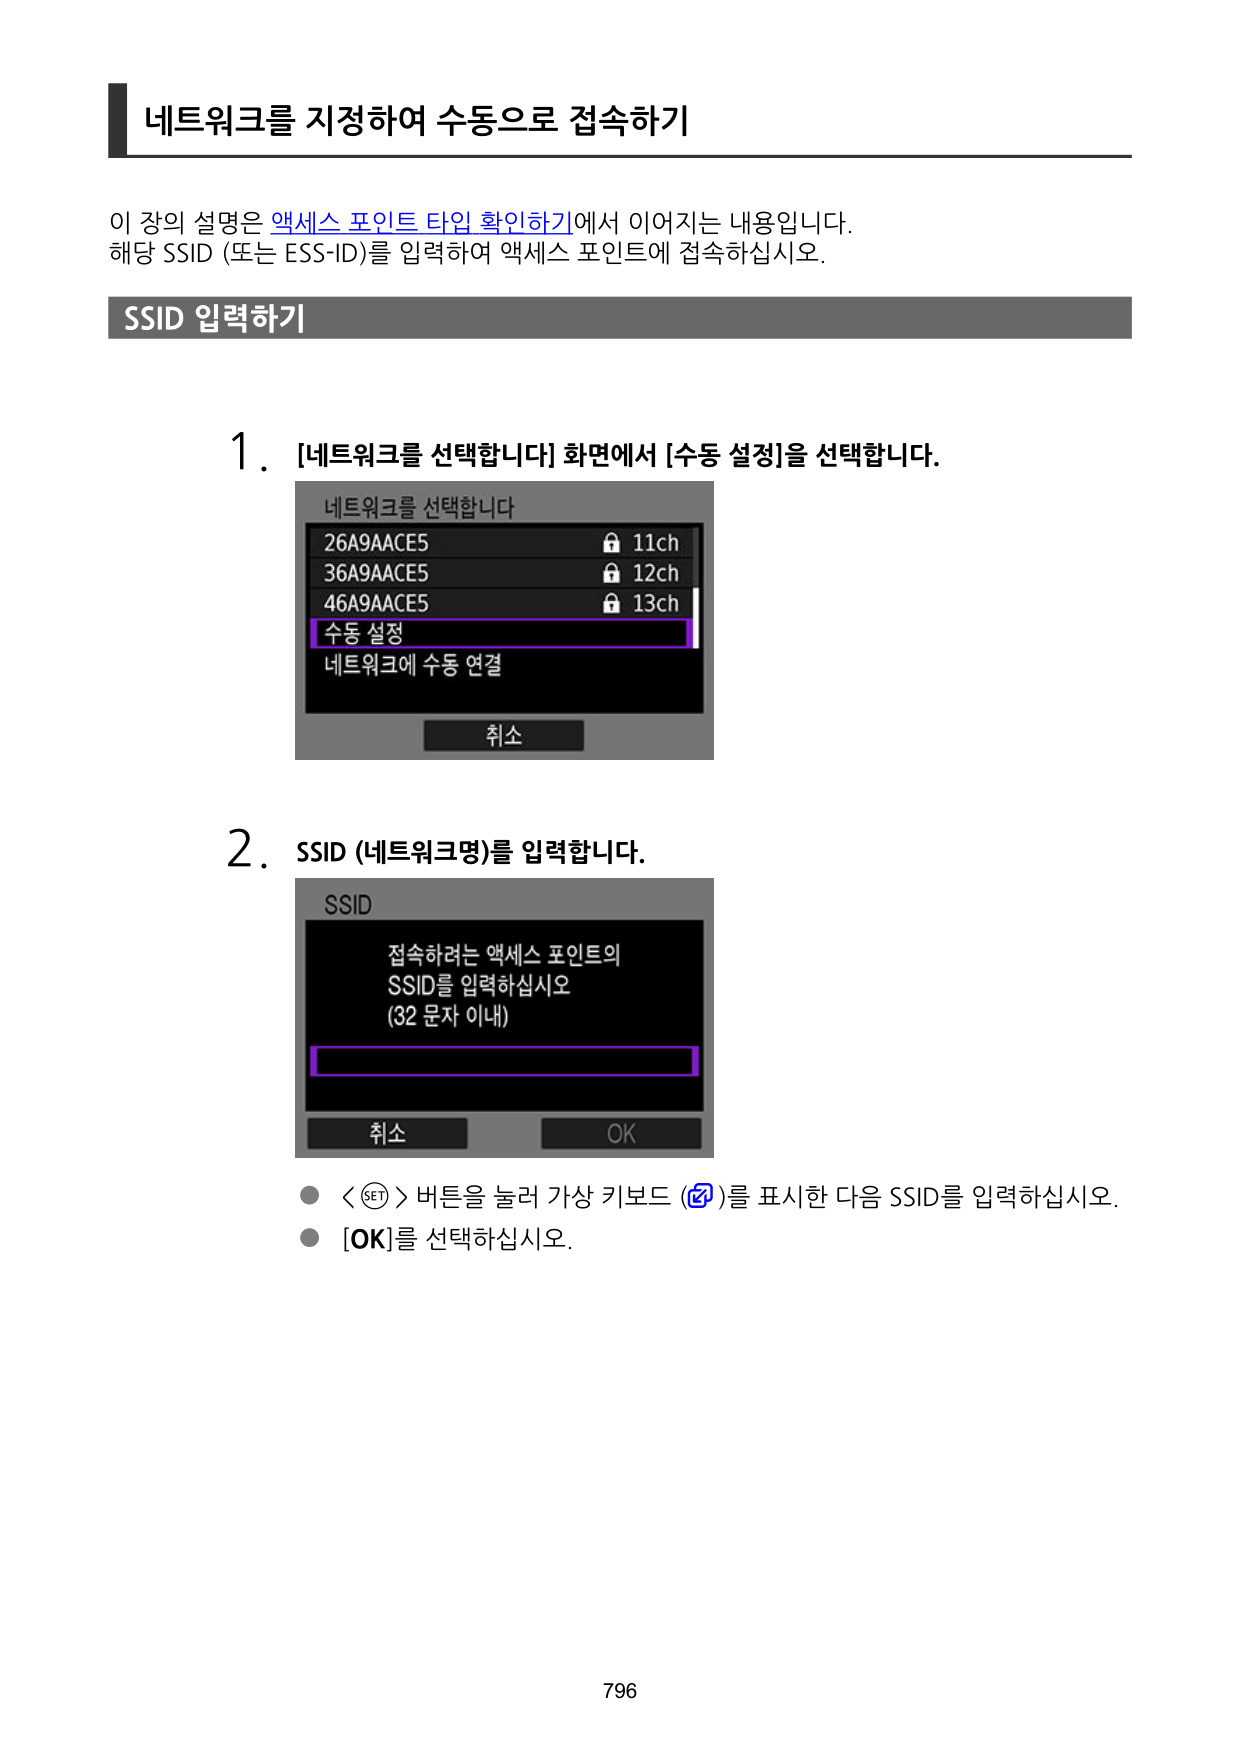 네트워크를 지정하여 수동으로 접속하기
이 장의 설명은 액세스 포인트 타입 확인하기에서 이어지는 내용입니다.
해당 SSID (또는 ESS-ID)를 입력하여 액세스 포인트에 접속하십시오.
SSID 입력하기
1. [네트워크를 선택합니다] 화면에서 [수동 설정]을 선택합니다.
네트워크를 선택합니다
26A9AACE5 11ch
36A9AACE5 12ch
46A9AACE5 13ch
수동 설정
네트워크에 수동 연결
취소
2. SSID (네트워크명)를 입력합니다.
SSID
접속하려는 액세스 포인트의
SSID를 입력하십시오
(32 문자 이내)
취소 OK
● < SET > 버튼을 눌러 가상 키보드 ( )를 표시한 다음 SSID를 입력하십시오.
● [OK]를 선택하십시오.
796